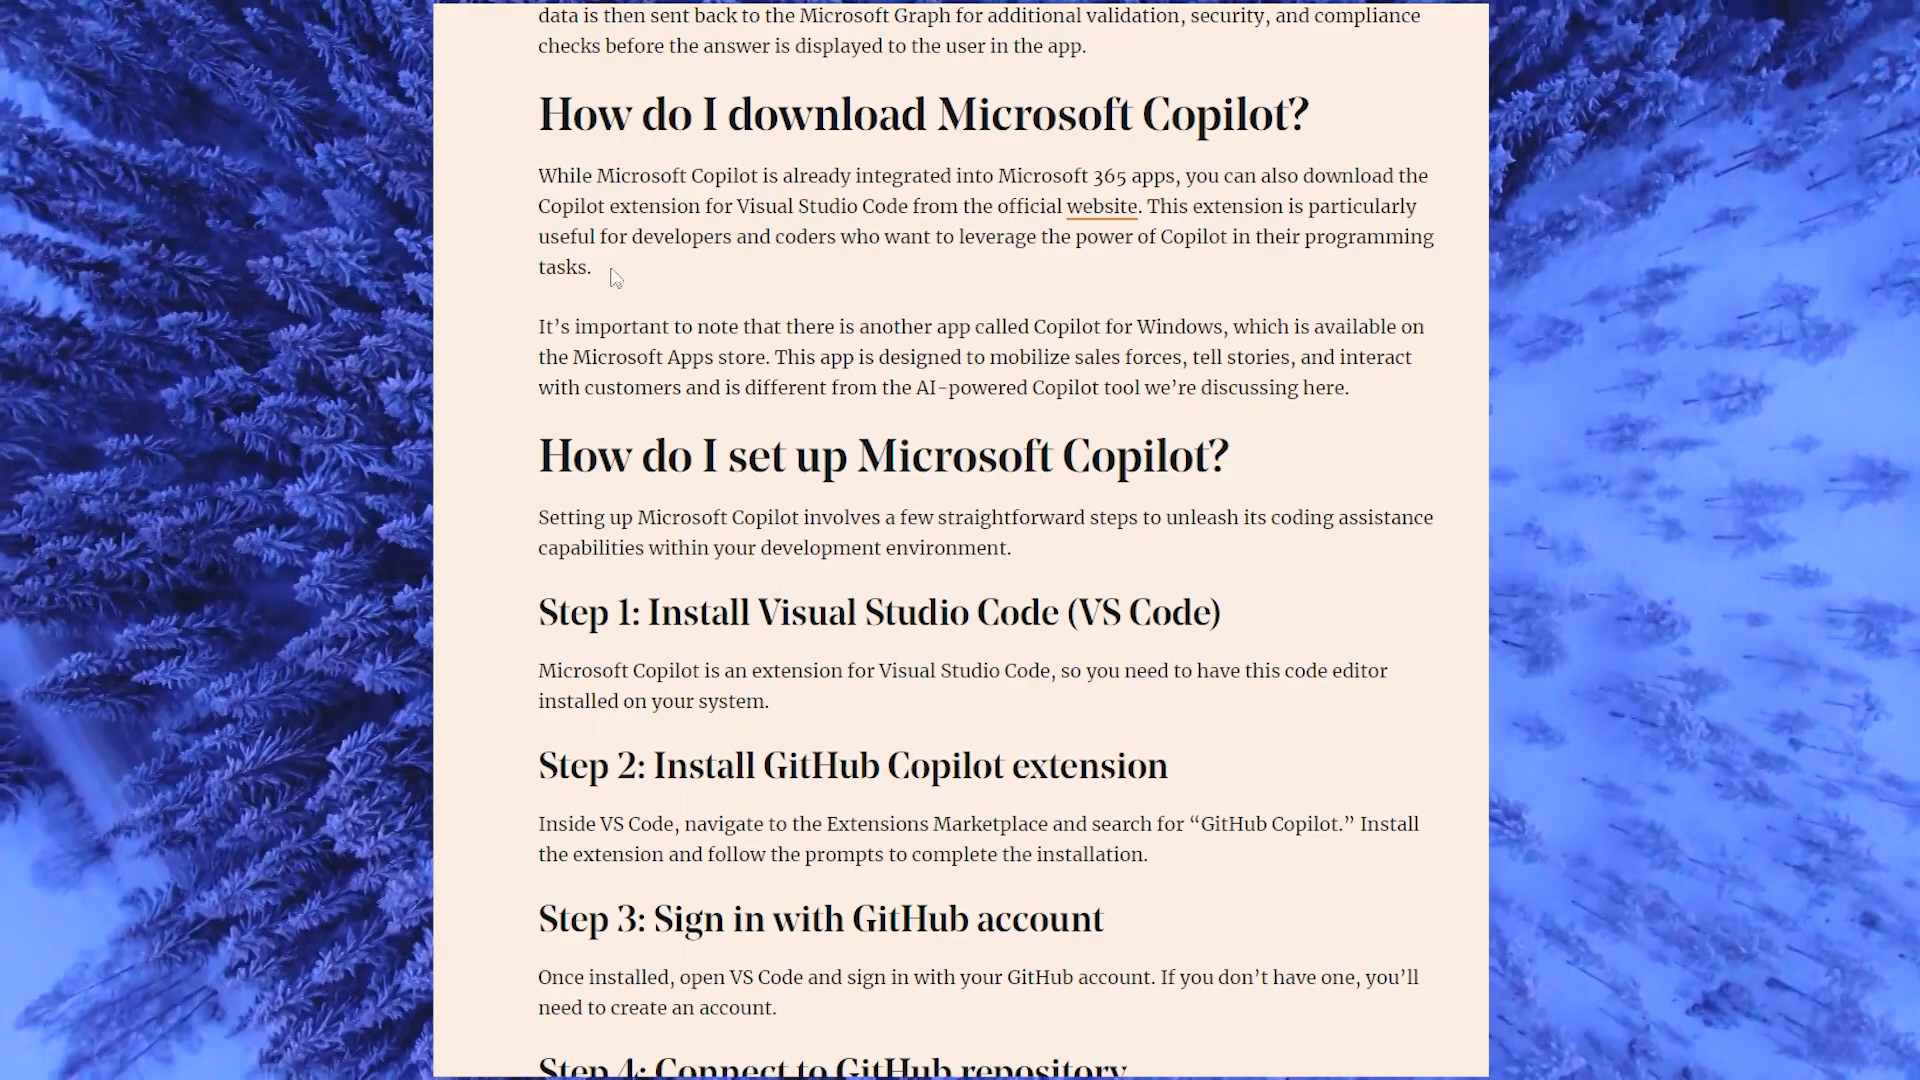 data is then sent back to the Microsoft Graph for additional validation, security, and compliance
checks before the answer is displayed to the user in the app.
How do I download Microsoft Copilot?
While Microsoft Copilot is already integrated into Microsoft 365 apps, you can also download the
Copilot extension for Visual Studio Code from the official website. This extension is particularly
useful for developers and coders who want to leverage the power of Copilot in their programming
tasks.
It’s important to note that there is another app called Copilot for Windows, which is available on
the Microsoft Apps store. This app is designed to mobilize sales forces, tell stories, and interact
with customers and is different from the AI-powered Copilot tool we’re discussing here.
How do I set up Microsoft Copilot?
Setting up Microsoft Copilot involves a few straightforward steps to unleash its coding assistance
capabilities within your development environment.
Step 1: Install Visual Studio Code (VS Code)
Microsoft Copilot is an extension for Visual Studio Code, so you need to have this code editor
installed on your system.
Step 2: Install GitHub Copilot extension
Inside VS Code, navigate to the Extensions Marketplace and search for “GitHub Copilot.” Install
the extension and follow the prompts to complete the installation.
Step 3: Sign in with GitHub account
Once installed, open VS Code and sign in with your GitHub account. If you don’t have one, you’ll
need to create an account.
Step 4: Connect to GitHub repository